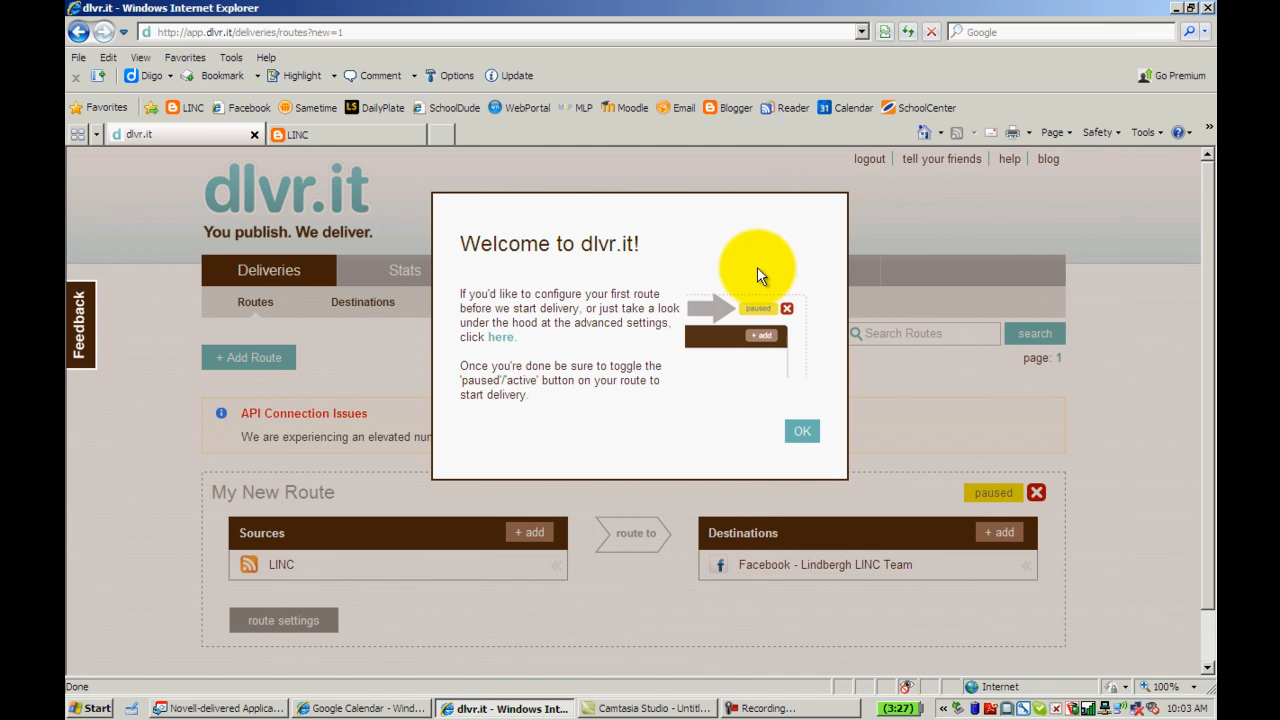 dlvr.it - Windows Internet Explorer
http://app.dlvr.it/deliveries/routes?new=1
Google
File Edit View Favorites Tools Help
Diigo Bookmark Highlight Comment Options Update Go Premium
Favorites LINC Facebook Sametime DailyPlate SchoolDude WebPortal MLP MLP Moodle Email Blogger Reader Calendar SchoolCenter
dlvr.it LINC Page Safety Tools
logout tell your friends help blog
dlvr.it
You publish. We deliver.
Deliveries Stats
Routes Destinations
Feedback
+ Add Route
Search Routes search
page: 1
API Connection Issues
We are experiencing an elevated
Welcome to dlvr.it!
If you'd like to configure your first route
before we start delivery, or just take a look
under the hood at the advanced settings,
click here.
Once you're done be sure to toggle the
'paused'/'active' button on your route to
start delivery.
paused
+ add
OK
My New Route paused
Sources + add
LINC
route to
Destinations + add
Facebook - Lindbergh LINC Team
route settings
Done Internet 100%
Start Novell-delivered Applica... Google Calendar - Wind... dlvr.it - Windows Int... Camtasia Studio - Untitl... Recording... (3:27) 10:03 AM